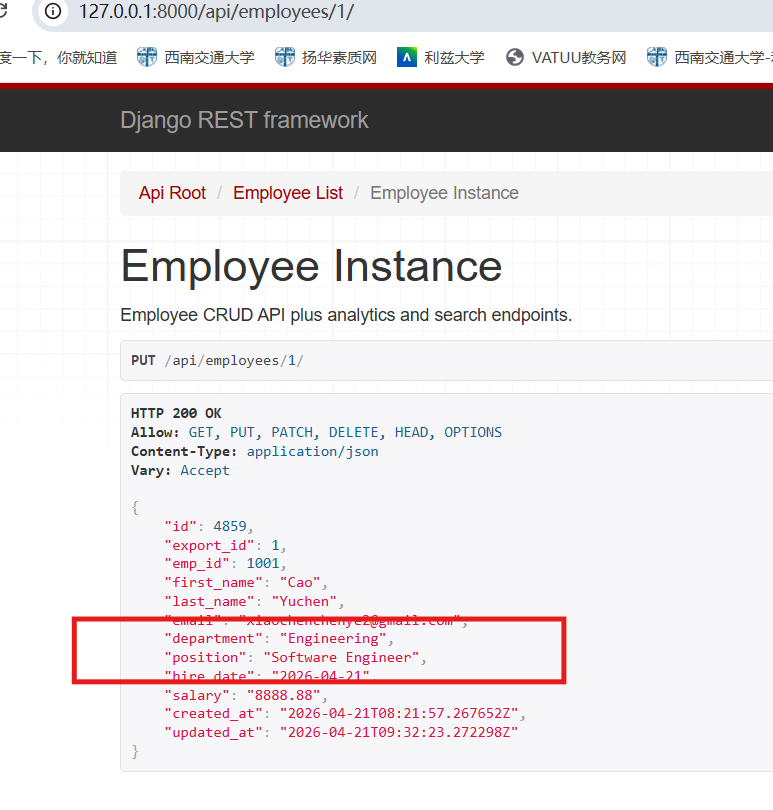 127.0.0.1:8000/api/employees/1/
度一下，你就知道 西南交通大学 扬华素质网 利兹大学 VATUU教务网 西南交通大学-
Django REST framework
Api Root / Employee List / Employee Instance
Employee Instance
Employee CRUD API plus analytics and search endpoints.
PUT /api/employees/1/
HTTP 200 OK
Allow: GET, PUT, PATCH, DELETE, HEAD, OPTIONS
Content-Type: application/json
Vary: Accept
{
"id": 4859,
"export_id": 1,
"emp_id": 1001,
"first_name": "Cao",
"last_name": "Yuchen",
"email": "xiaochenchenye2@gmail.com",
"department": "Engineering",
"position": "Software Engineer",
"hire_date": "2026-04-21",
"salary": "8888.88",
"created_at": "2026-04-21T08:21:57.267652Z",
"updated_at": "2026-04-21T09:32:23.272298Z"
}